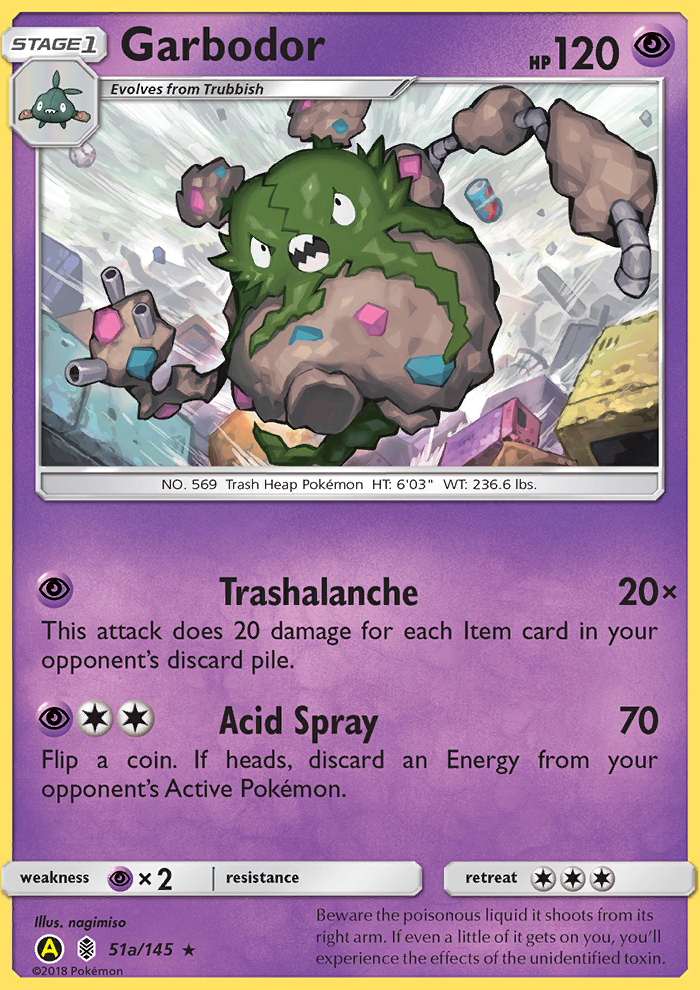 STAGE1
Garbodor
HP 120
Evolves from Trubbish
NO. 569 Trash Heap Pokémon HT: 6'03" WT: 236.6 lbs.
Trashalanche 20×
This attack does 20 damage for each Item card in your
opponent's discard pile.
Acid Spray 70
Flip a coin. If heads, discard an Energy from your
opponent's Active Pokémon.
weakness ×2 resistance retreat
Illus. nagimiso
Beware the poisonous liquid it shoots from its
right arm. If even a little of it gets on you, you'll
experience the effects of the unidentified toxin.
A 51a/145 ★
©2018 Pokémon